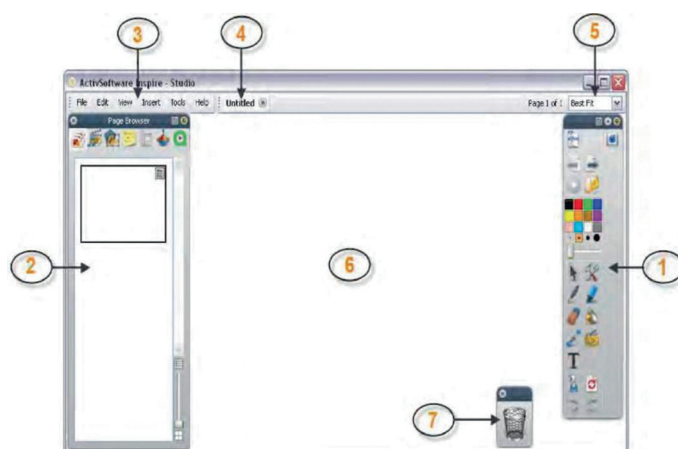 3 4 5
ActivSoftware Inspire - Studio
File Edit View Insert Tools Help Untitled Page 1 of 1 Best Fit
Page Browser
2 6 1
T
7